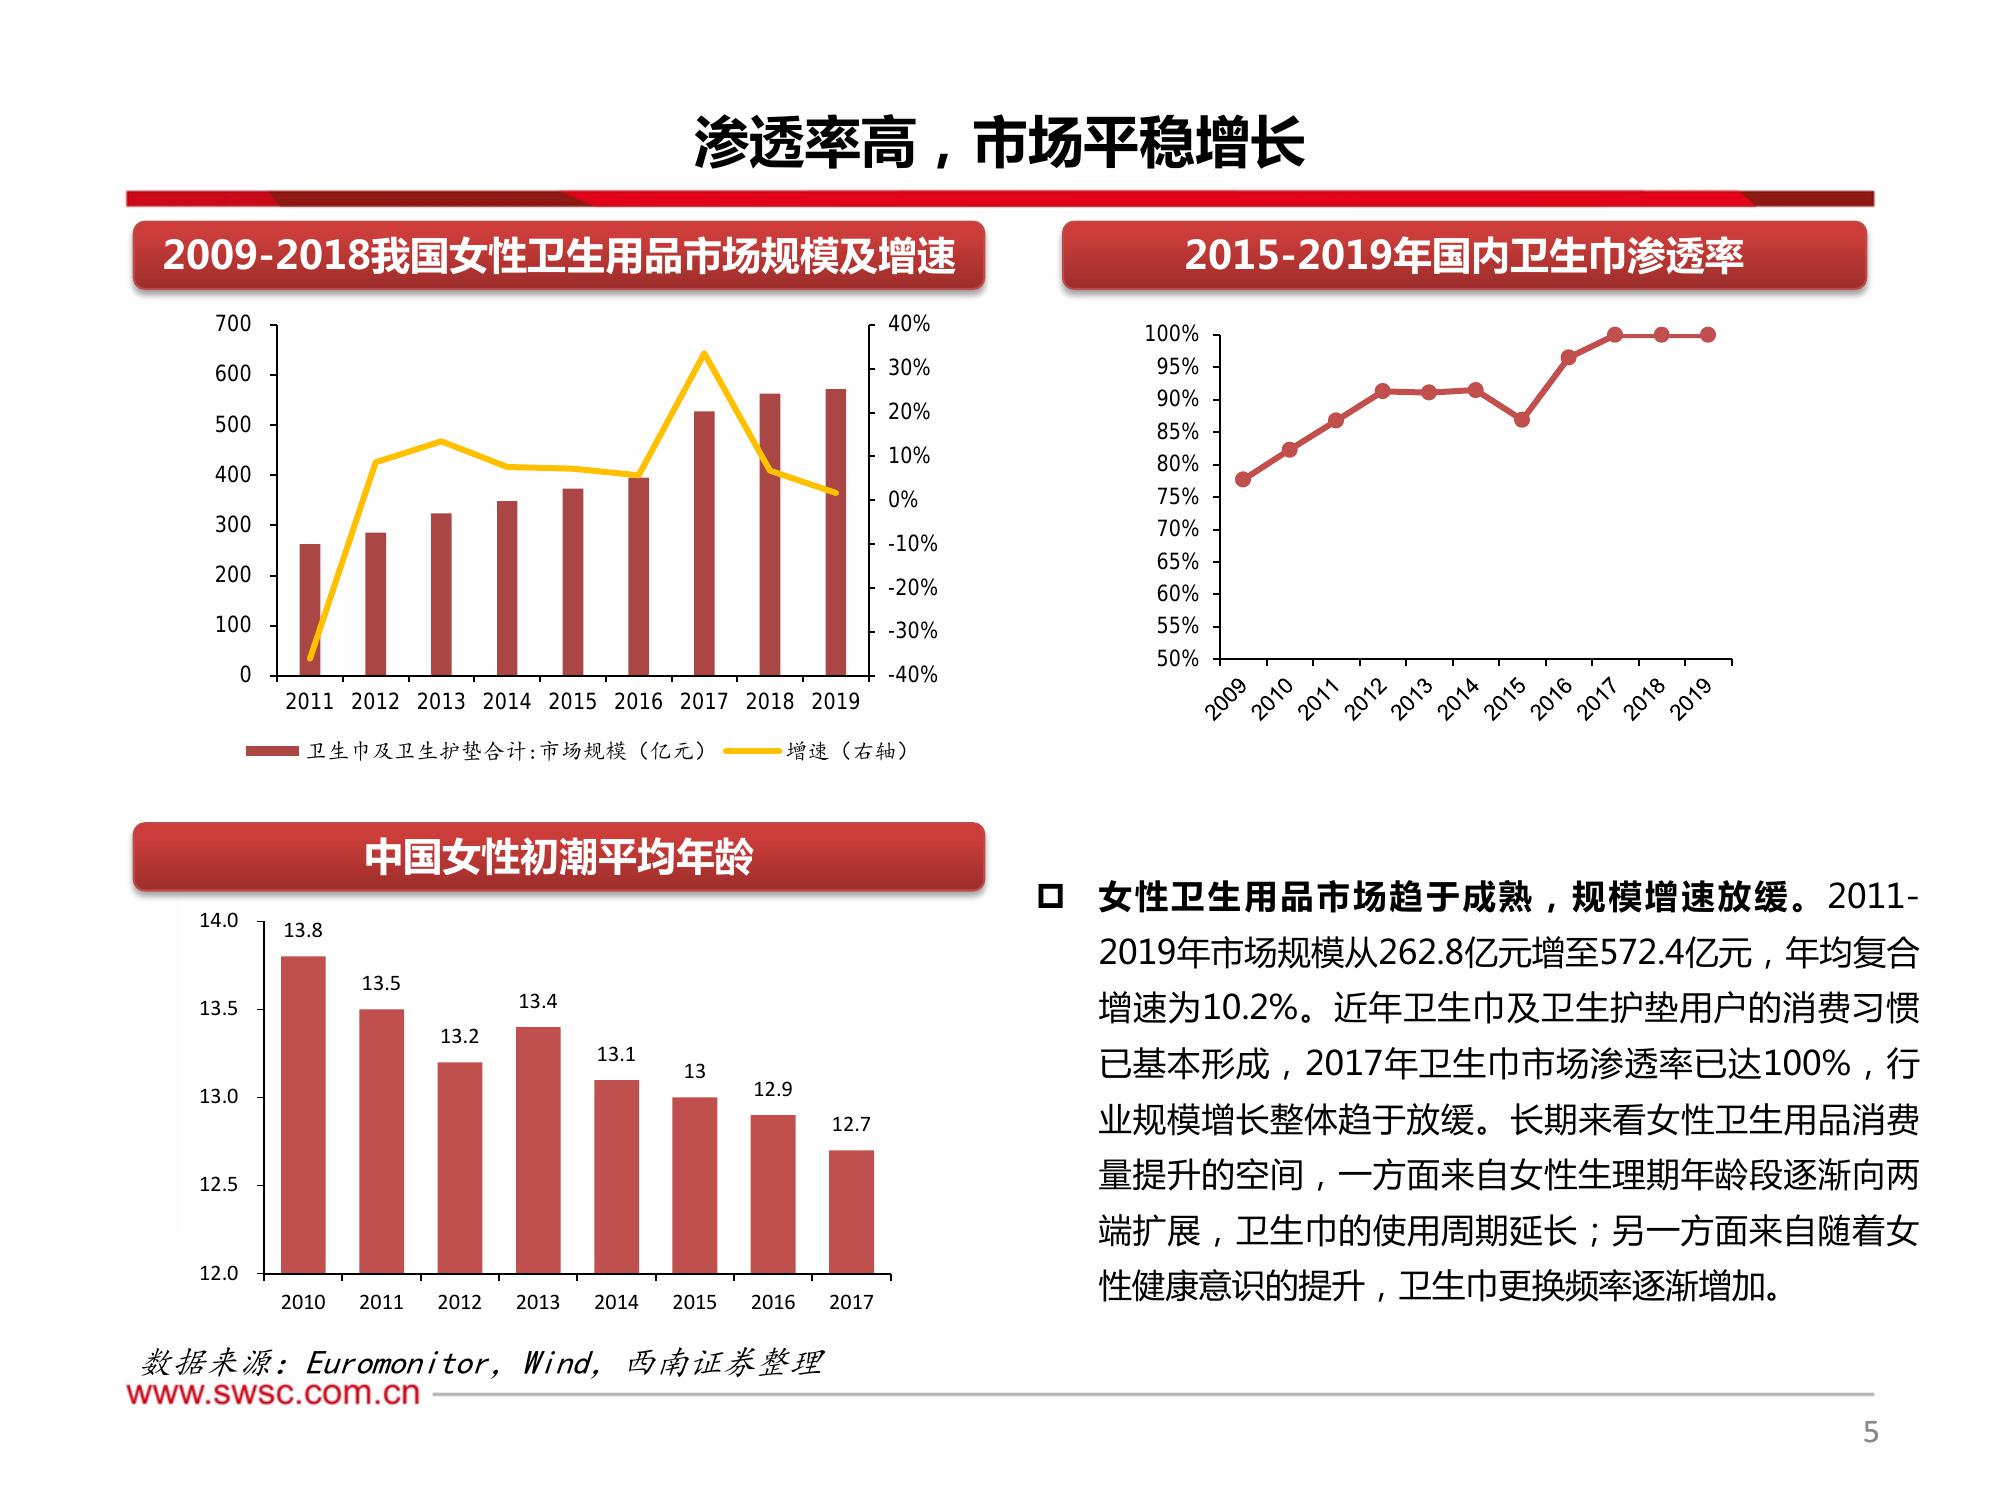 渗透率高，市场平稳增长
2009-2018我国女性卫生用品市场规模及增速
700
600
500
400
300
200
100
0
40%
30%
20%
10%
0%
-10%
-20%
-30%
-40%
2011 2012 2013 2014 2015 2016 2017 2018 2019
卫生巾及卫生护垫合计:市场规模（亿元） 增速（右轴）
2015-2019年国内卫生巾渗透率
100%
95%
90%
85%
80%
75%
70%
65%
60%
55%
50%
2009 2010 2011 2012 2013 2014 2015 2016 2017 2018 2019
中国女性初潮平均年龄
14.0
13.5
13.0
12.5
12.0
13.8 13.5 13.2 13.4 13.1 13 12.9 12.7
2010 2011 2012 2013 2014 2015 2016 2017
女性卫生用品市场趋于成熟，规模增速放缓。2011-
2019年市场规模从262.8亿元增至572.4亿元，年均复合
增速为10.2%。近年卫生巾及卫生护垫用户的消费习惯
已基本形成，2017年卫生巾市场渗透率已达100%，行
业规模增长整体趋于放缓。长期来看女性卫生用品消费
量提升的空间，一方面来自女性生理期年龄段逐渐向两
端扩展，卫生巾的使用周期延长；另一方面来自随着女
性健康意识的提升，卫生巾更换频率逐渐增加。
数据来源：Euromonitor，Wind，西南证券整理
www.swsc.com.cn
5